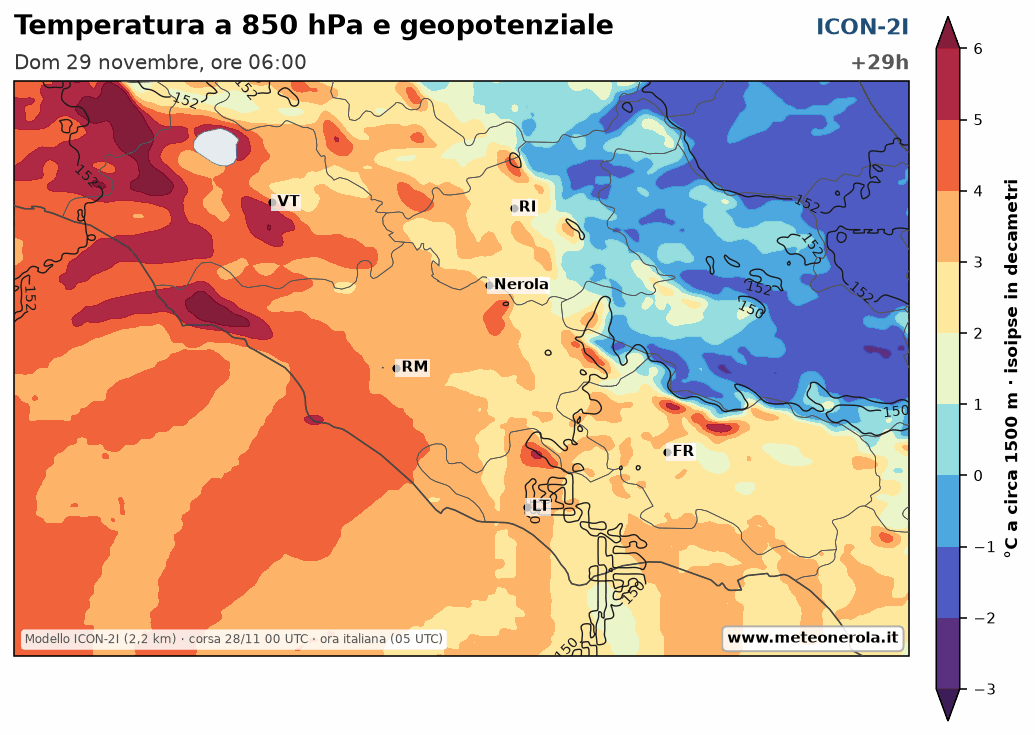 Temperatura a 850 hPa e geopotenziale
ICON-2I
Dom 29 novembre, ore 06:00
+29h
152
152
152
152
152
152
152
152
150
150
150
150
VT
RI
Nerola
RM
FR
LT
Modello ICON-2I (2,2 km) · corsa 28/11 00 UTC · ora italiana (05 UTC)
www.meteonerola.it
6
5
4
3
2
1
0
−1
−2
−3
°C a circa 1500 m · isoipse in decametri